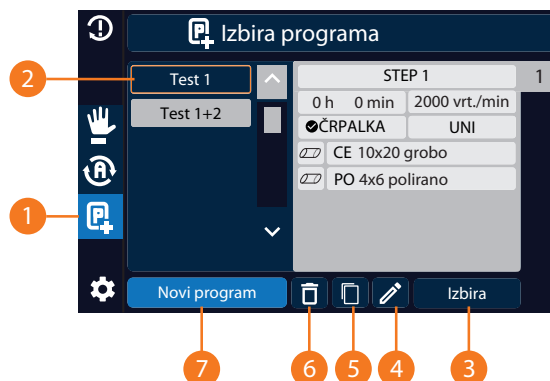 Izbira programa
2
Test 1
Test 1+2
STEP 1
1
0 h 0 min
2000 vrt./min
ČRPALKA
UNI
CE 10x20 grobo
PO 4x6 polirano
A
1
P
Novi program
Izbira
7
6
5
4
3